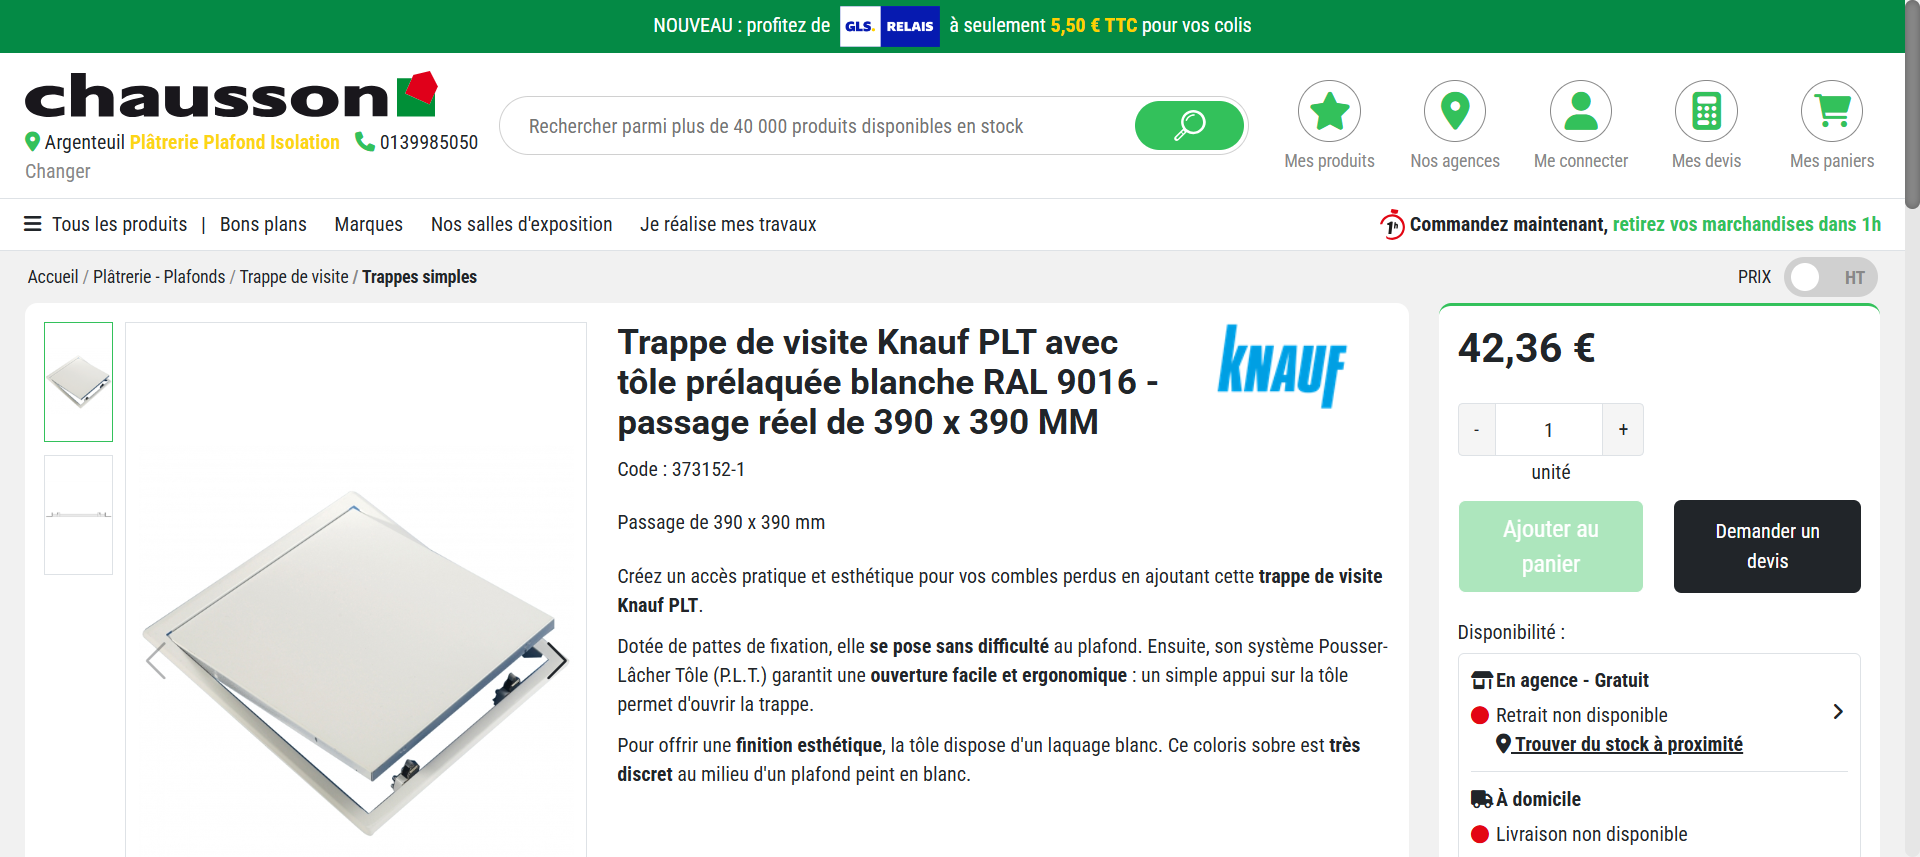 NOUVEAU : profitez de GLS. RELAIS à seulement 5,50 € TTC pour vos colis
chausson
Argenteuil Plâtrerie Plafond Isolation 0139985050
Changer
Rechercher parmi plus de 40 000 produits disponibles en stock
Mes produits
Nos agences
Me connecter
Mes devis
Mes paniers
Tous les produits | Bons plans Marques Nos salles d'exposition Je réalise mes travaux
1h Commandez maintenant, retirez vos marchandises dans 1h
Accueil / Plâtrerie - Plafonds / Trappe de visite / Trappes simples
PRIX HT
Trappe de visite Knauf PLT avec
tôle prélaquée blanche RAL 9016 -
passage réel de 390 x 390 MM
KNAUF
Code : 373152-1
Passage de 390 x 390 mm
Créez un accès pratique et esthétique pour vos combles perdus en ajoutant cette trappe de visite
Knauf PLT.
Dotée de pattes de fixation, elle se pose sans difficulté au plafond. Ensuite, son système Pousser-
Lâcher Tôle (P.L.T.) garantit une ouverture facile et ergonomique : un simple appui sur la tôle
permet d'ouvrir la trappe.
Pour offrir une finition esthétique, la tôle dispose d'un laquage blanc. Ce coloris sobre est très
discret au milieu d'un plafond peint en blanc.
42,36 €
- 1 +
unité
Ajouter au
panier
Demander un
devis
Disponibilité :
En agence - Gratuit
Retrait non disponible
Trouver du stock à proximité
À domicile
Livraison non disponible